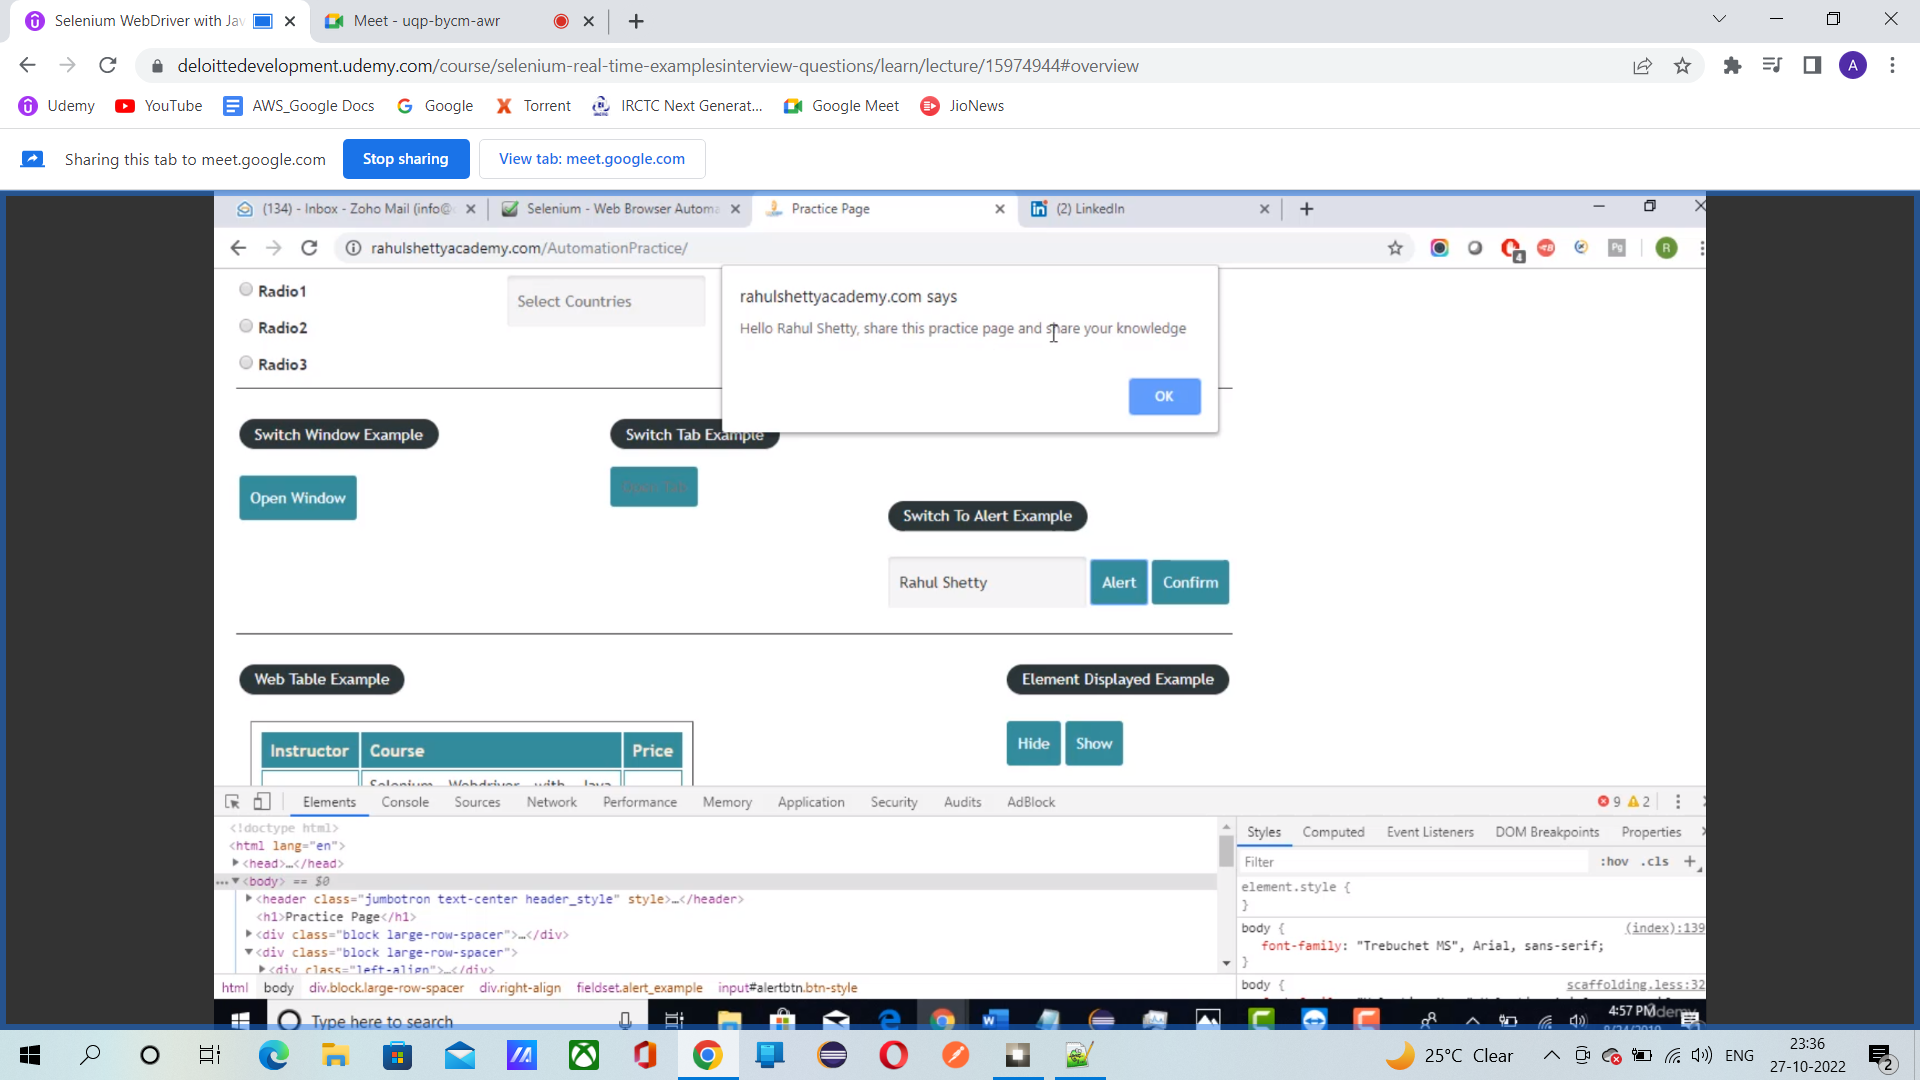 Selenium WebDriver with Jav
Meet - uqp-bycm-awr
deloittedevelopment.udemy.com/course/selenium-real-time-examplesinterview-questions/learn/lecture/15974944#overview
A
Udemy
YouTube
AWS_Google Docs
Google
Torrent
IRCTC Next Generat...
Google Meet
JioNews
Sharing this tab to meet.google.com
Stop sharing
View tab: meet.google.com
(134) - Inbox - Zoho Mail (info@
Selenium - Web Browser Automa
Practice Page
(2) LinkedIn
rahulshettyacademy.com/AutomationPractice/
4
Pg
R
Radio1
Radio2
Radio3
Select Countries
rahulshettyacademy.com says
Hello Rahul Shetty, share this practice page and share your knowledge
OK
Switch Window Example
Switch Tab Example
Open Window
Open Tab
Switch To Alert Example
Rahul Shetty
Alert
Confirm
Web Table Example
Element Displayed Example
Instructor
Course
Price
Hide
Show
Selenium Webdriver with Java
Elements
Console
Sources
Network
Performance
Memory
Application
Security
Audits
AdBlock
9
2
<!doctype html>
<html lang="en">
<head>…</head>
… <body> == $0
<header class="jumbotron text-center header_style" style>…</header>
<h1>Practice Page</h1>
<div class="block large-row-spacer">…</div>
<div class="block large-row-spacer">
<div class="left-align">…</div>
html
body
div.block.large-row-spacer
div.right-align
fieldset.alert_example
input#alertbtn.btn-style
Styles
Computed
Event Listeners
DOM Breakpoints
Properties
Filter
:hov
.cls
element.style {
}
body {
(index):139
font-family: "Trebuchet MS", Arial, sans-serif;
}
body {
scaffolding.less:32
Type here to search
4:57 PM
25°C Clear
ENG
23:36
27-10-2022
2